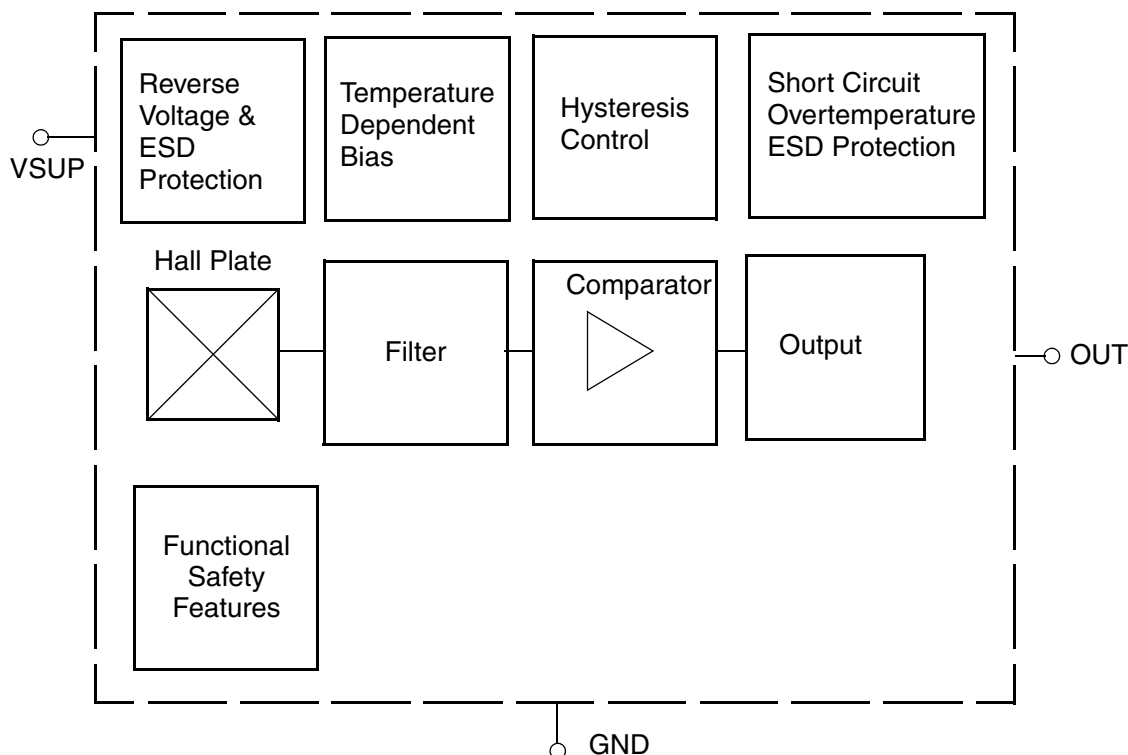 Reverse
Voltage &
ESD
Protection
Temperature
Dependent
Bias
Hysteresis
Control
Short Circuit
Overtemperature
ESD Protection
VSUP
Hall Plate
Filter
Comparator
Output
OUT
Functional
Safety
Features
GND